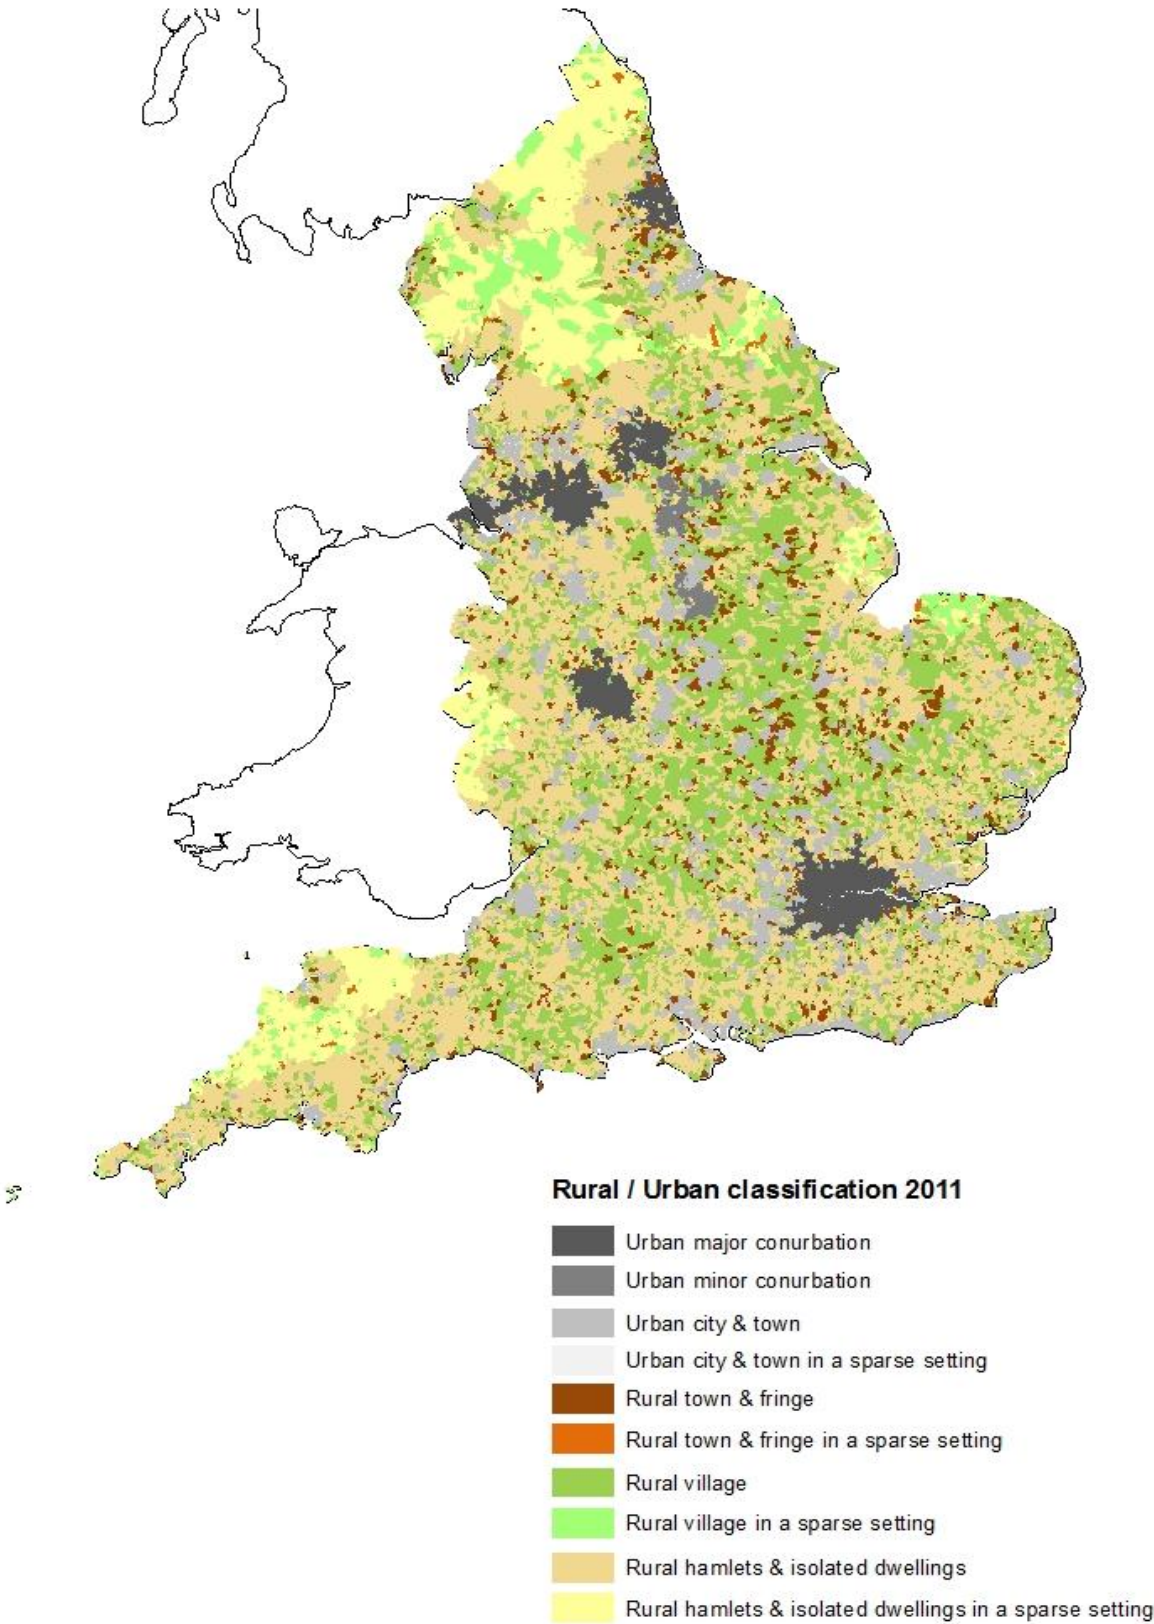 Rural / Urban classification 2011
Urban major conurbation
Urban minor conurbation
Urban city & town
Urban city & town in a sparse setting
Rural town & fringe
Rural town & fringe in a sparse setting
Rural village
Rural village in a sparse setting
Rural hamlets & isolated dwellings
Rural hamlets & isolated dwellings in a sparse setting